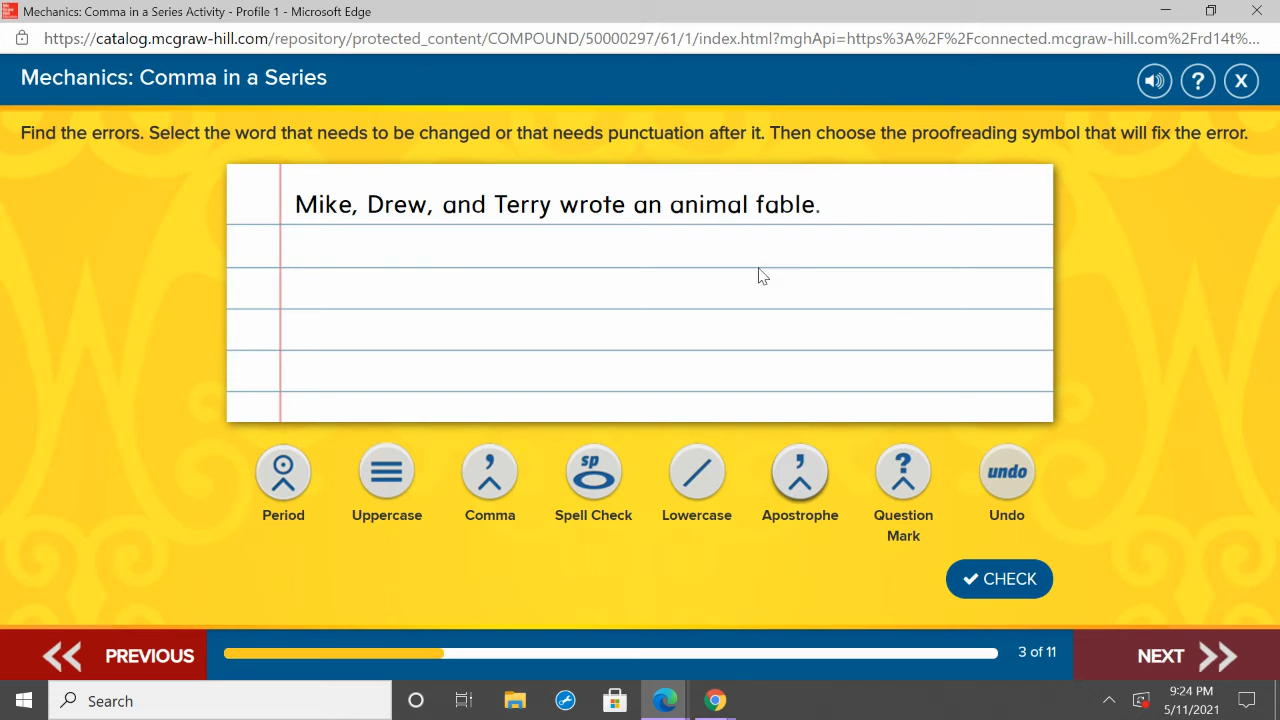 Mechanics: Comma in a Series Activity - Profile 1 - Microsoft Edge
https://catalog.mcgraw-hill.com/repository/protected_content/COMPOUND/50000297/61/1/index.html?mghApi=https%3A%2F%2Fconnected.mcgraw-hill.com%2Frd14t%...
Mechanics: Comma in a Series
?
X
Find the errors. Select the word that needs to be changed or that needs punctuation after it. Then choose the proofreading symbol that will fix the error.
Mike, Drew, and Terry wrote an animal fable.
, sp , ? undo
Period Uppercase Comma Spell Check Lowercase Apostrophe Question Mark Undo
CHECK
PREVIOUS
3 of 11
NEXT
Search
9:24 PM
5/11/2021